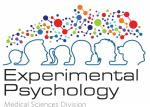 Experimental
Psychology
Medical Sciences Division